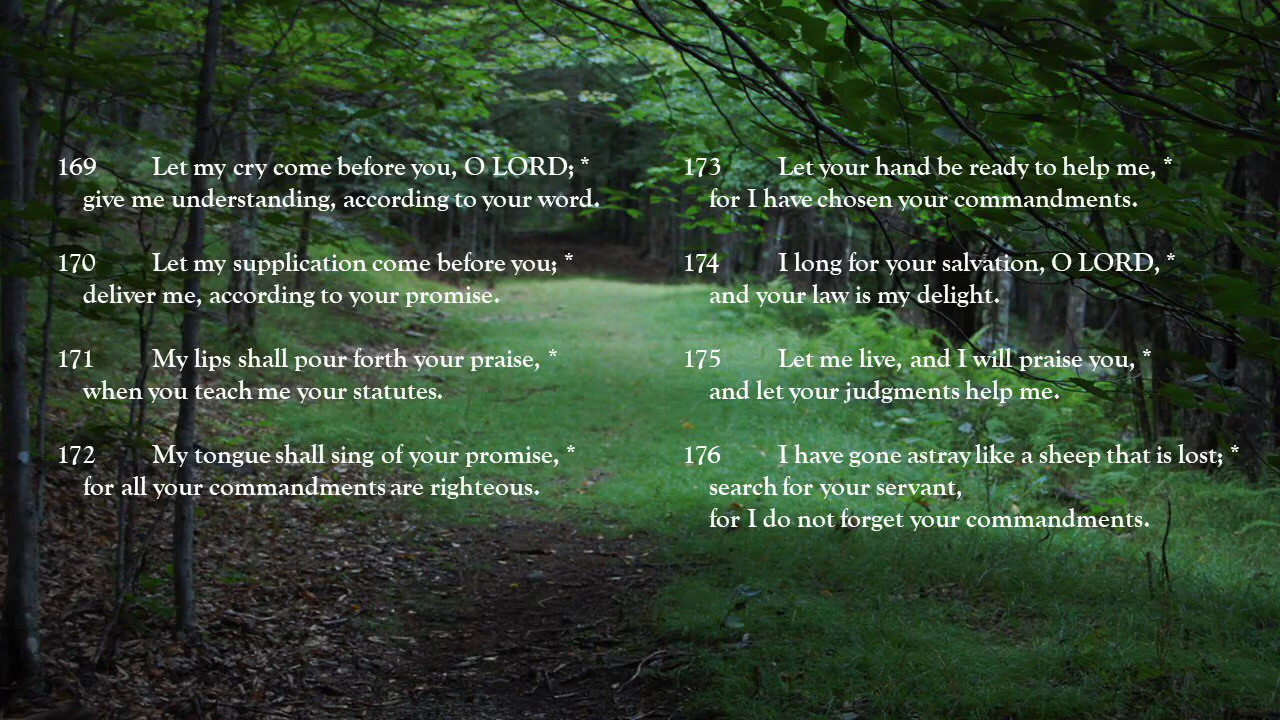 169 Let my cry come before you, O LORD; *
give me understanding, according to your word.
170 Let my supplication come before you; *
deliver me, according to your promise.
171 My lips shall pour forth your praise, *
when you teach me your statutes.
172 My tongue shall sing of your promise, *
for all your commandments are righteous.
173 Let your hand be ready to help me, *
for I have chosen your commandments.
174 I long for your salvation, O LORD, *
and your law is my delight.
175 Let me live, and I will praise you, *
and let your judgments help me.
176 I have gone astray like a sheep that is lost; *
search for your servant,
for I do not forget your commandments.